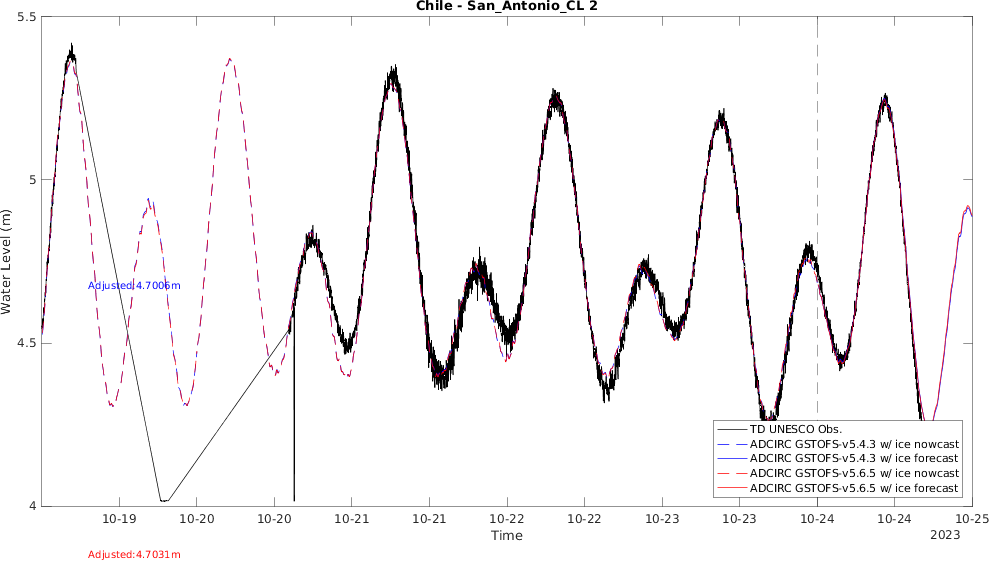 Chile - San_Antonio_CL 2
5.5
5
4.5
4
Water Level (m)
Adjusted:4.7006m
TD UNESCO Obs.
ADCIRC GSTOFS-v5.4.3 w/ ice nowcast
ADCIRC GSTOFS-v5.4.3 w/ ice forecast
ADCIRC GSTOFS-v5.6.5 w/ ice nowcast
ADCIRC GSTOFS-v5.6.5 w/ ice forecast
10-19 10-20 10-20 10-21 10-21 10-22 10-22 10-23 10-23 10-24 10-24 10-25
Time
2023
Adjusted:4.7031m